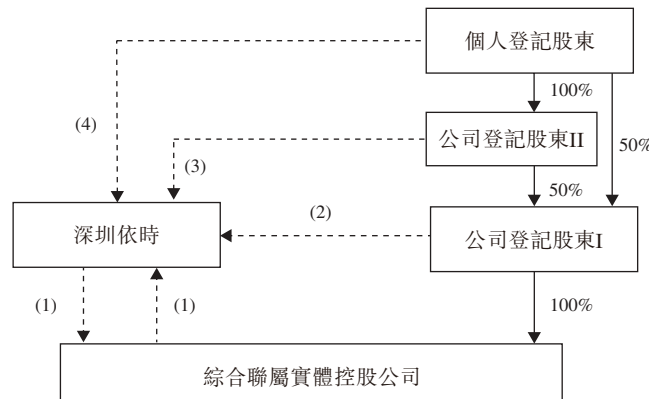 個人登記股東
100%
(4)
公司登記股東II
50%
(3)
50%
(2)
深圳依時
公司登記股東I
(1)
(1)
100%
綜合聯屬實體控股公司